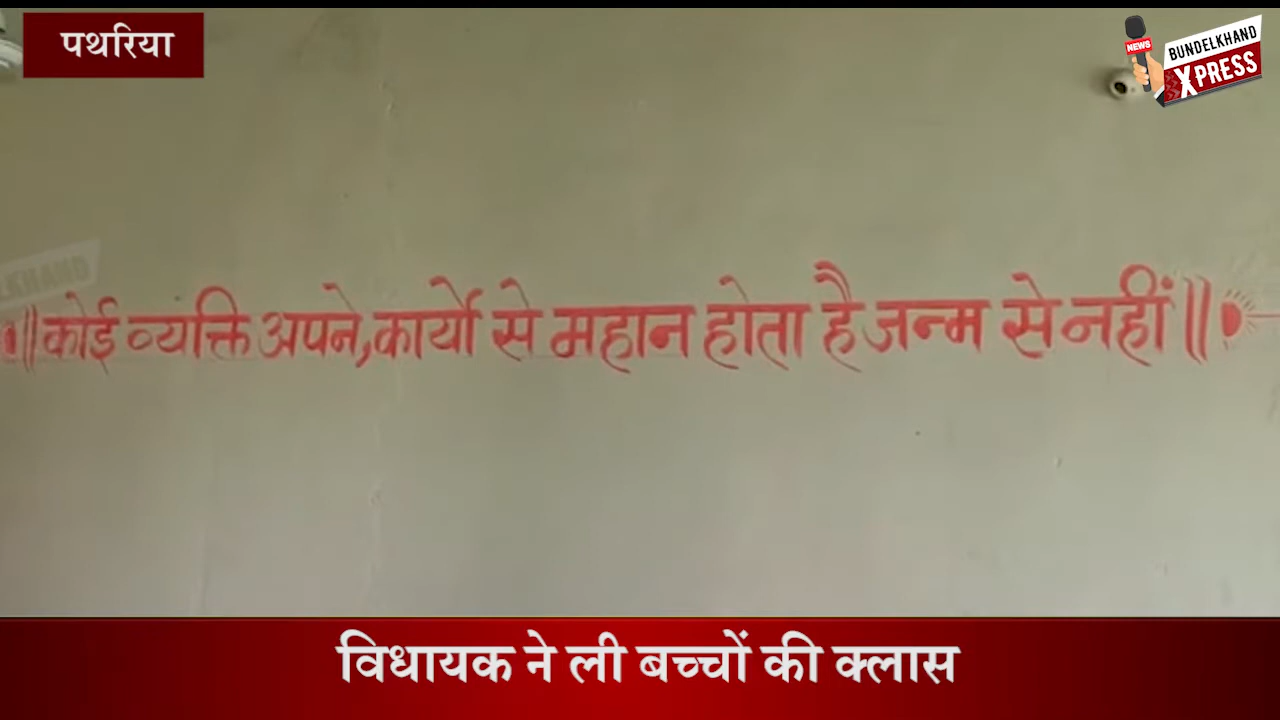 पथरिया
NEWS
BUNDELKHAND
XPRESS
॥कोई व्यक्ति अपने,कार्यो से महान होता है जन्म से नहीं॥
विधायक ने ली बच्चों की क्लास